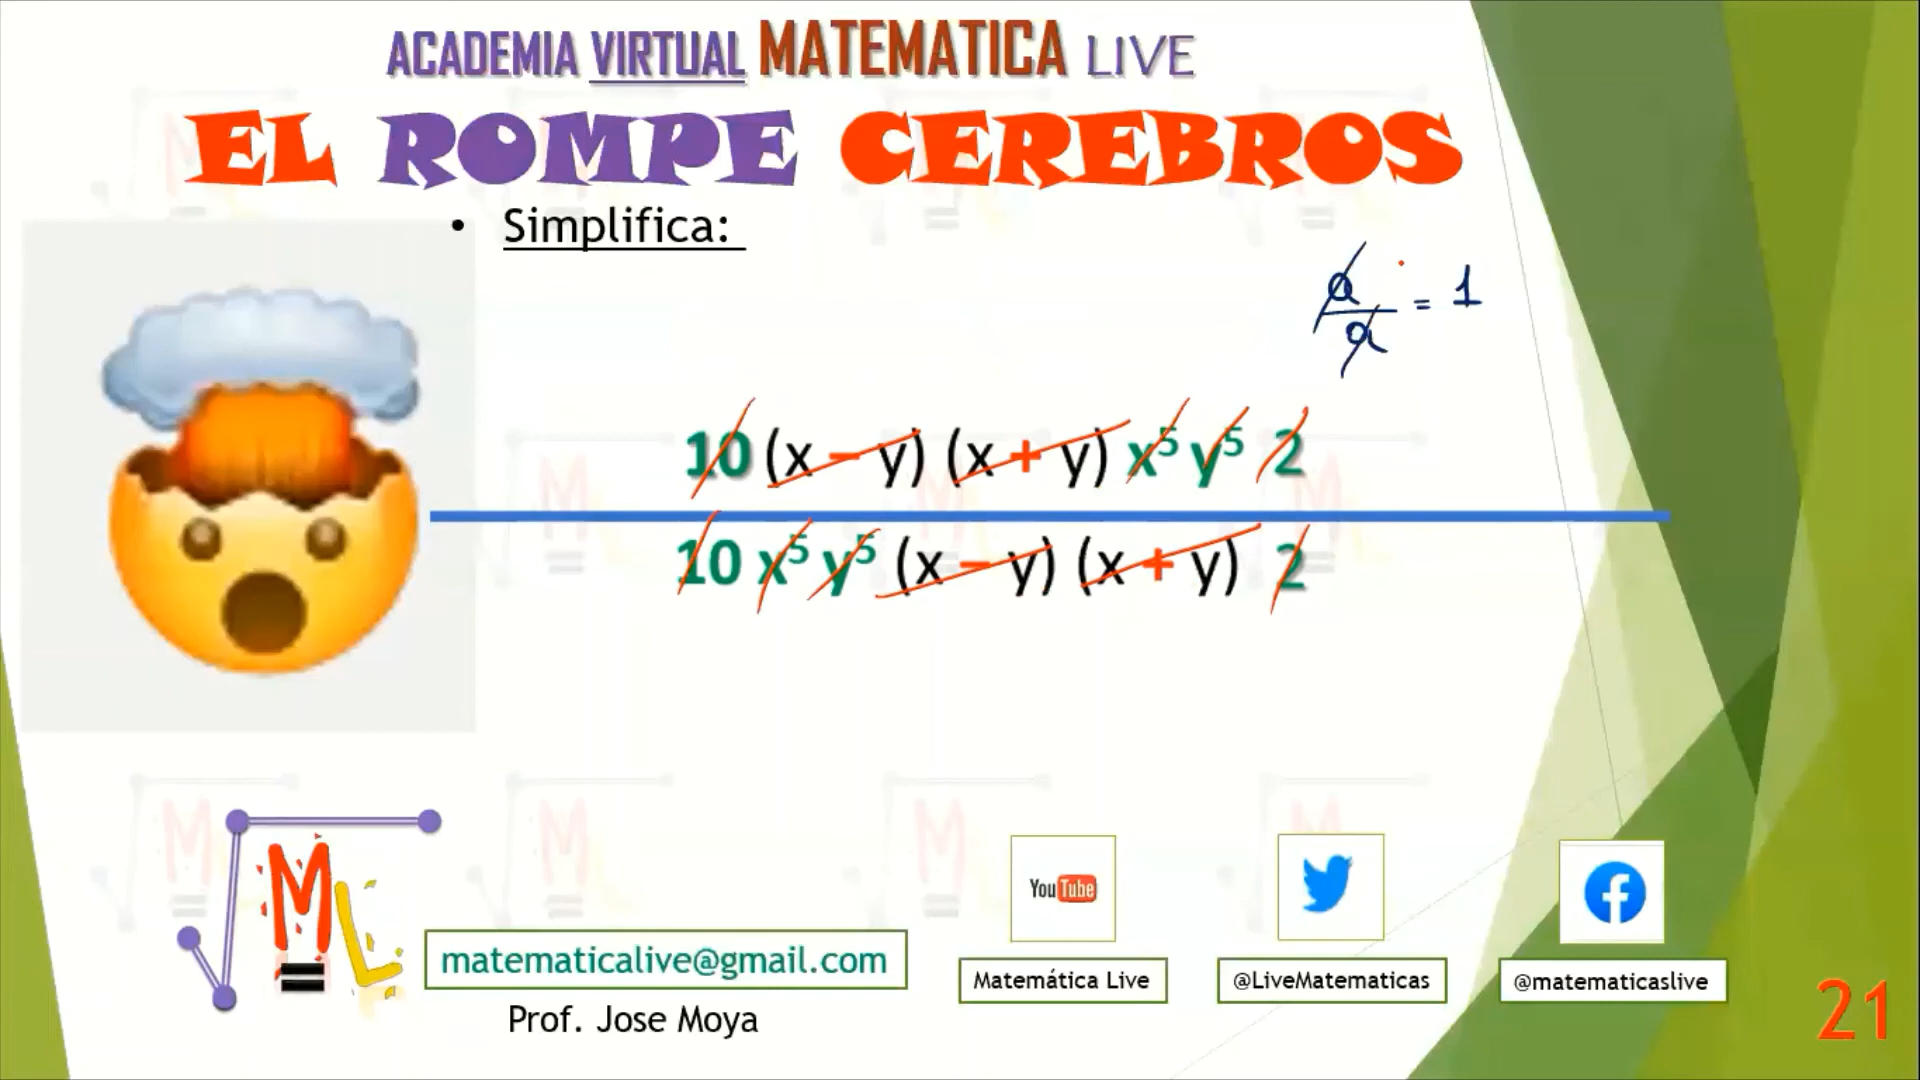 ACADEMIA VIRTUAL MATEMATICA LIVE
EL ROMPE CEREBROS
• Simplifica:
a/a = 1
10 (x − y) (x + y) x⁵ y⁵ 2
10 x⁵ y⁵ (x − y) (x + y) 2
ML
=
matematicalive@gmail.com
Prof. Jose Moya
YouTube
Matemática Live
@LiveMatematicas
@matematicaslive
21